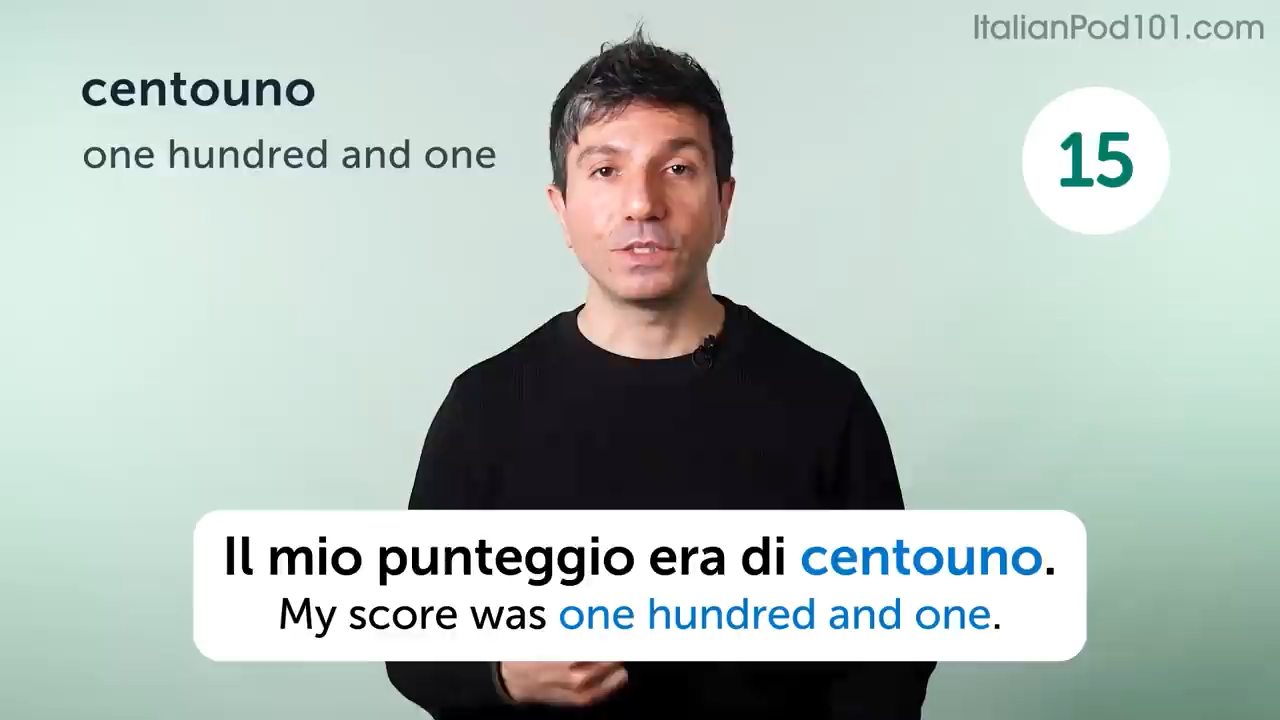 ItalianPod101.com
centouno
one hundred and one
15
Il mio punteggio era di centouno.
My score was one hundred and one.